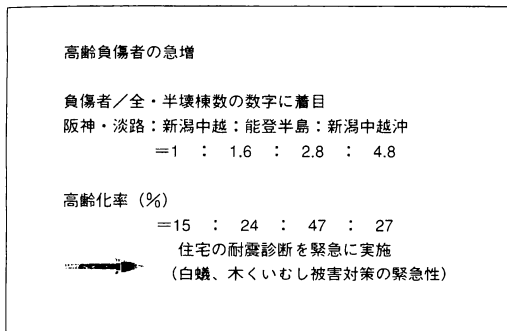 高齢負傷者の急増
負傷者／全・半壊棟数の数字に着目
阪神・淡路：新潟中越：能登半島：新潟中越沖
＝1 ： 1.6 ： 2.8 ： 4.8
高齢化率（％）
＝15 ： 24 ： 47 ： 27
住宅の耐震診断を緊急に実施
（白蟻、木くいむし被害対策の緊急性）